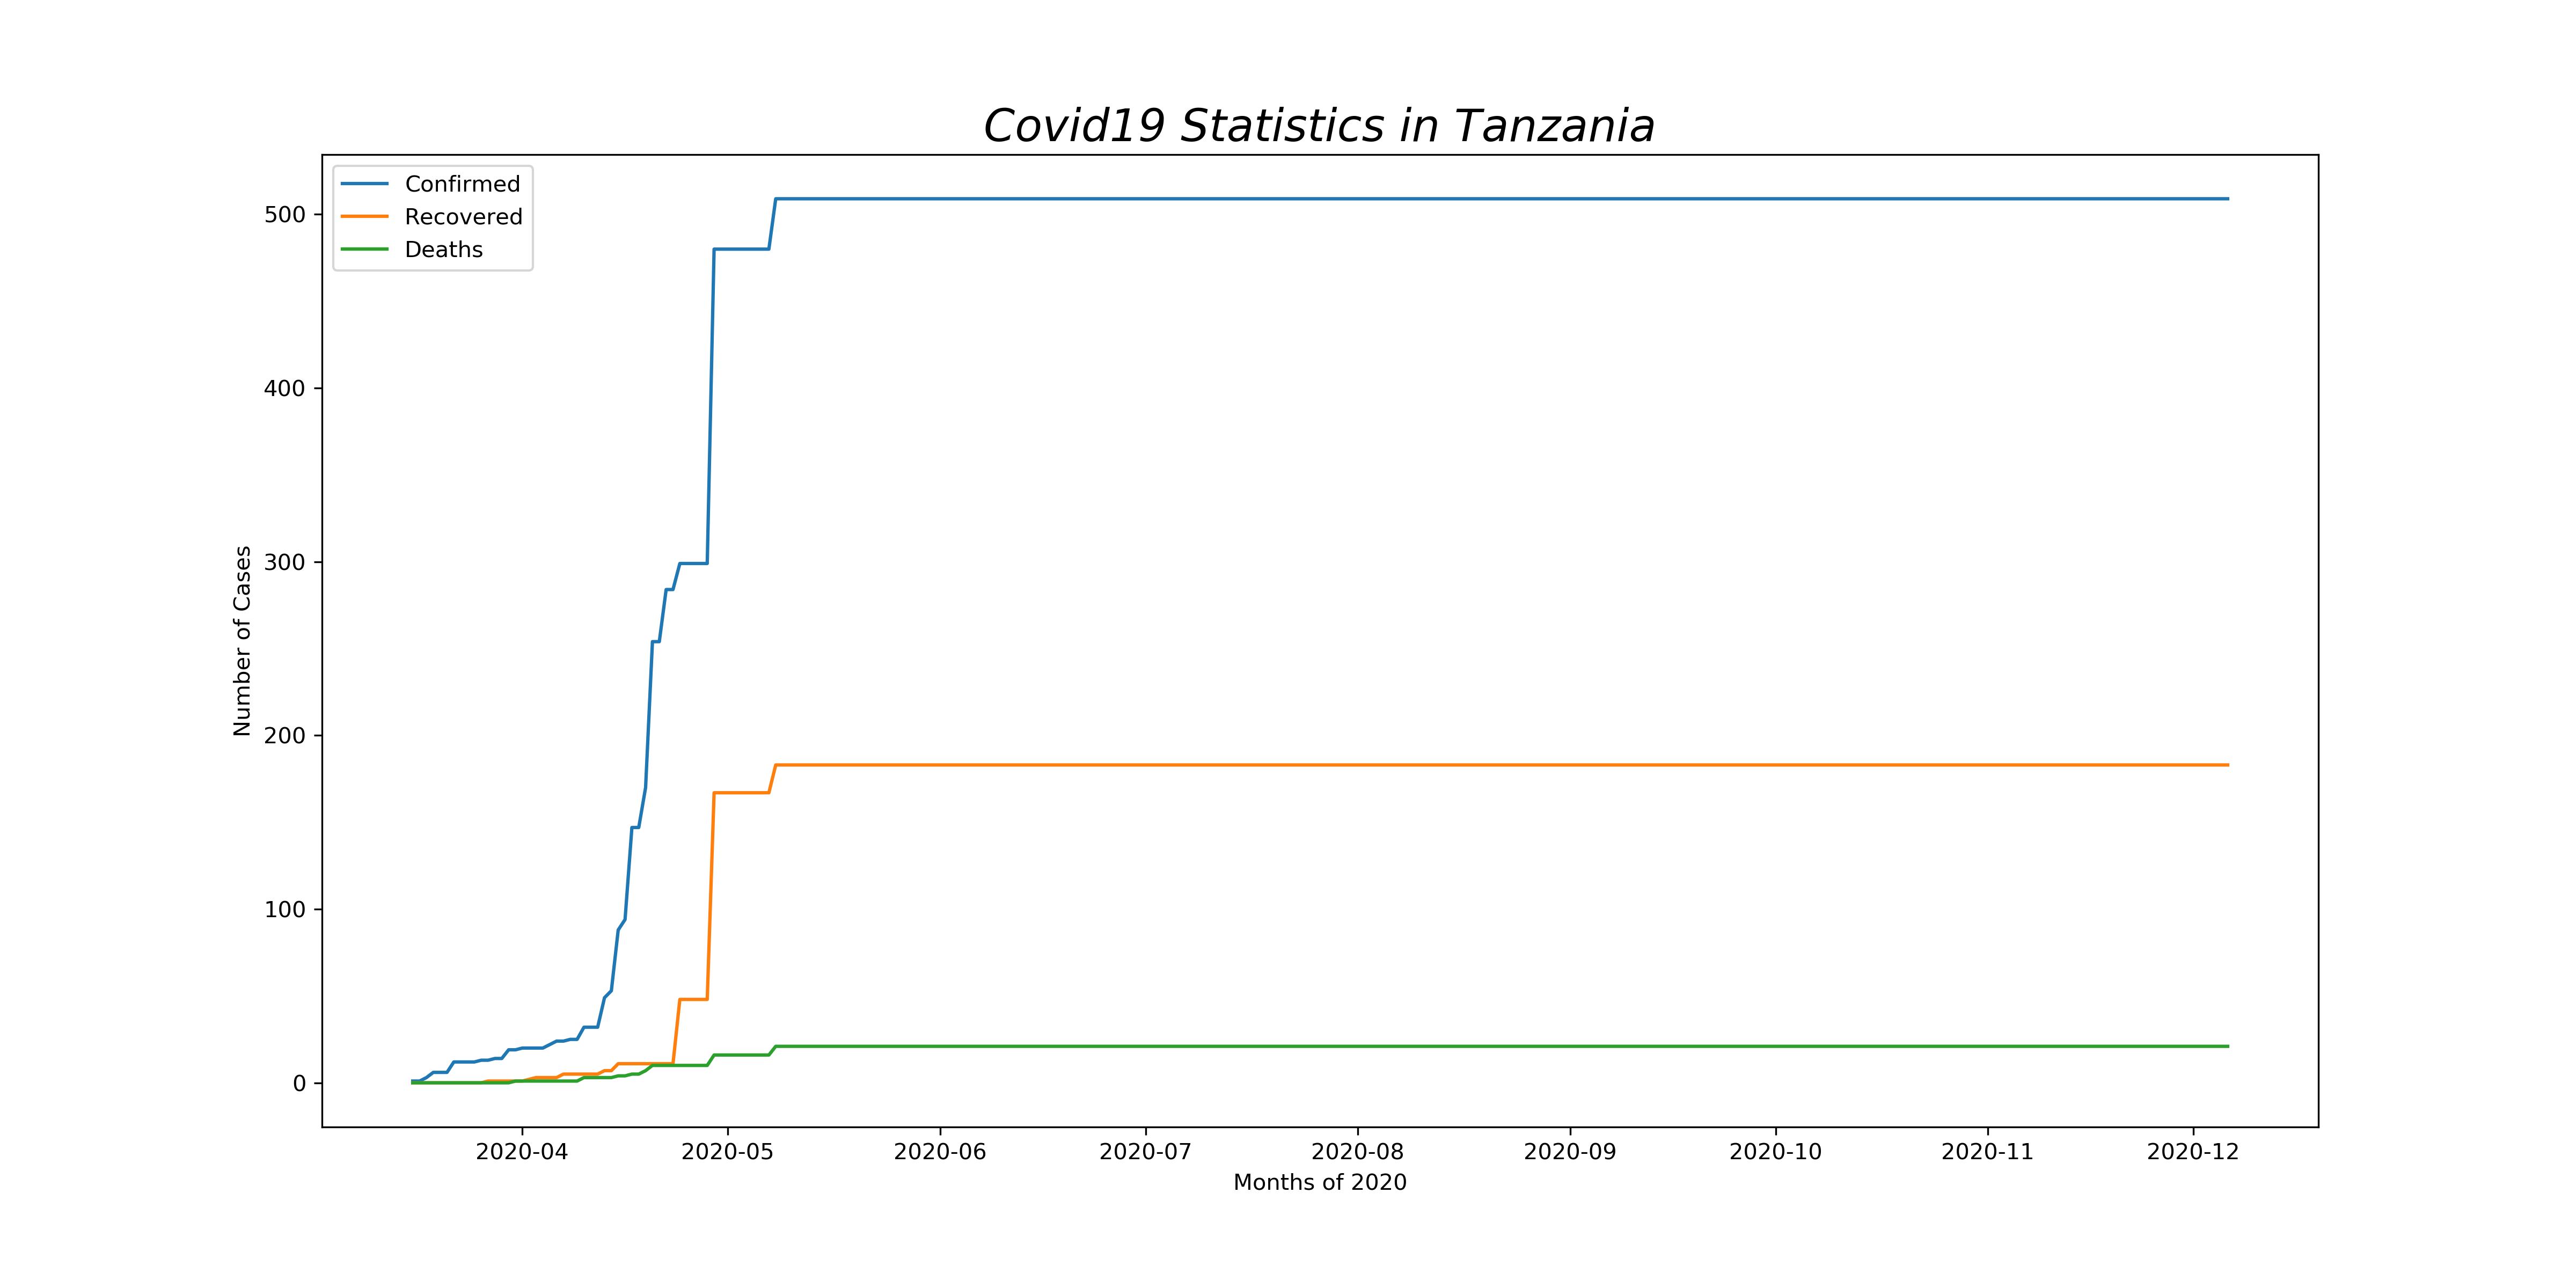 Covid19 Statistics in Tanzania
Confirmed
Recovered
Deaths
500
400
300
200
100
0
Number of Cases
2020-04 2020-05 2020-06 2020-07 2020-08 2020-09 2020-10 2020-11 2020-12
Months of 2020